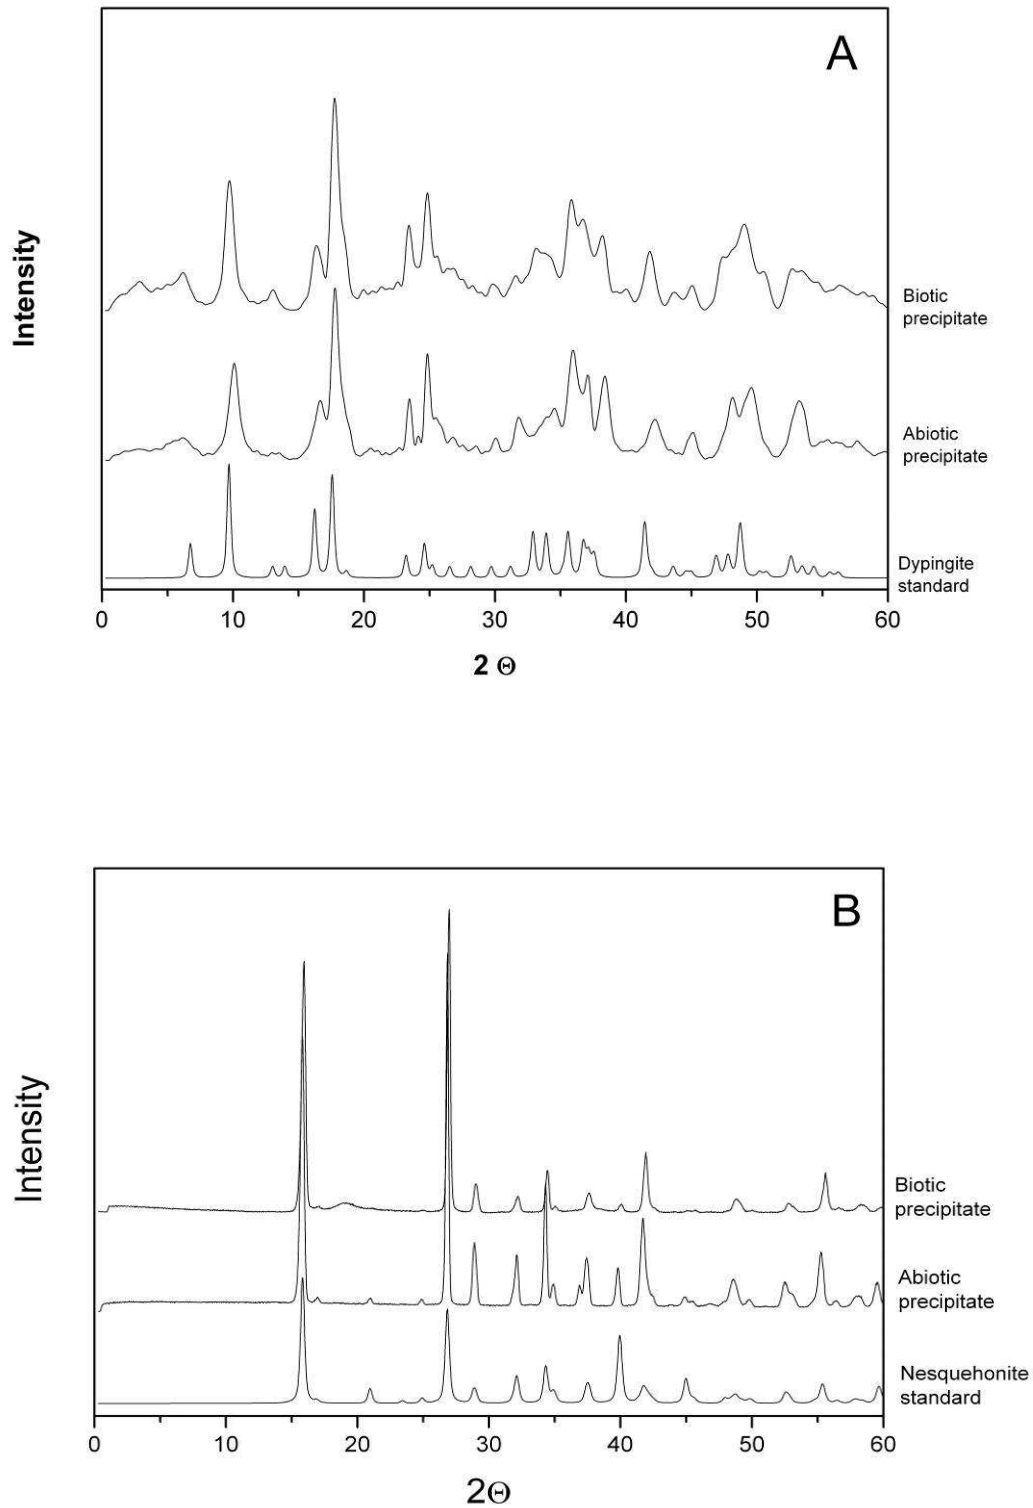 A
Intensity
Biotic
precipitate
Abiotic
precipitate
Dypingite
standard
0 10 20 30 40 50 60
2 Θ
B
Intensity
Biotic
precipitate
Abiotic
precipitate
Nesquehonite
standard
0 10 20 30 40 50 60
2Θ